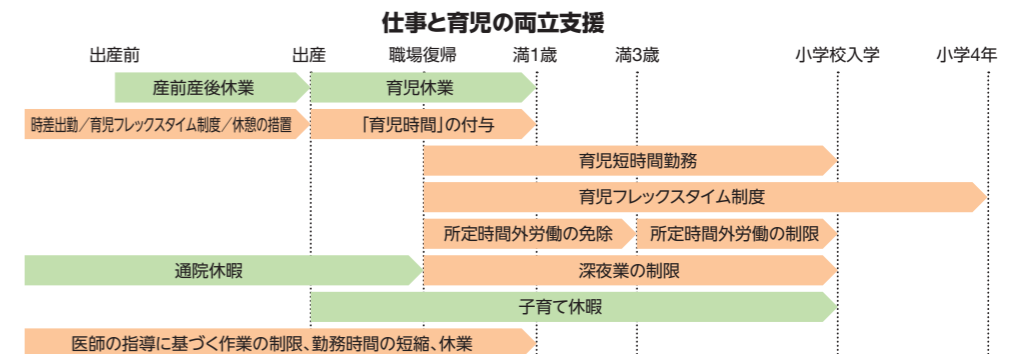 仕事と育児の両立支援
出産前 出産 職場復帰 満1歳 満3歳 小学校入学 小学4年
産前産後休業 育児休業
時差出勤／育児フレックスタイム制度／休憩の措置 「育児時間」の付与
育児短時間勤務
育児フレックスタイム制度
所定時間外労働の免除 所定時間外労働の制限
通院休暇 深夜業の制限
子育て休暇
医師の指導に基づく作業の制限、勤務時間の短縮、休業